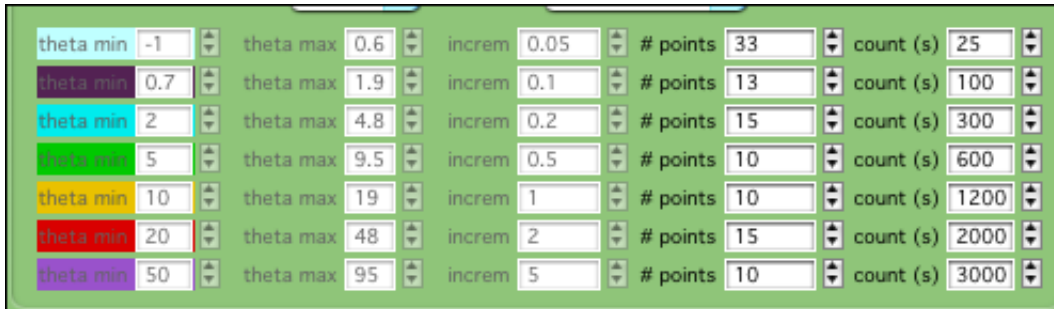 theta min -1 theta max 0.6 increm 0.05 # points 33 count (s) 25
theta min 0.7 theta max 1.9 increm 0.1 # points 13 count (s) 100
theta min 2 theta max 4.8 increm 0.2 # points 15 count (s) 300
theta min 5 theta max 9.5 increm 0.5 # points 10 count (s) 600
theta min 10 theta max 19 increm 1 # points 10 count (s) 1200
theta min 20 theta max 48 increm 2 # points 15 count (s) 2000
theta min 50 theta max 95 increm 5 # points 10 count (s) 3000